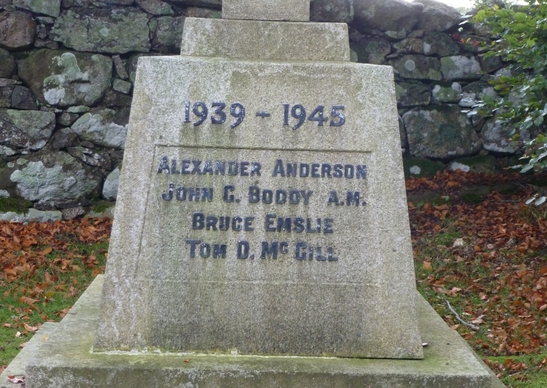 1939 - 1945
ALEXANDER ANDERSON
JOHN G. BODDY A.M.
BRUCE EMSLIE
TOM D. McGILL